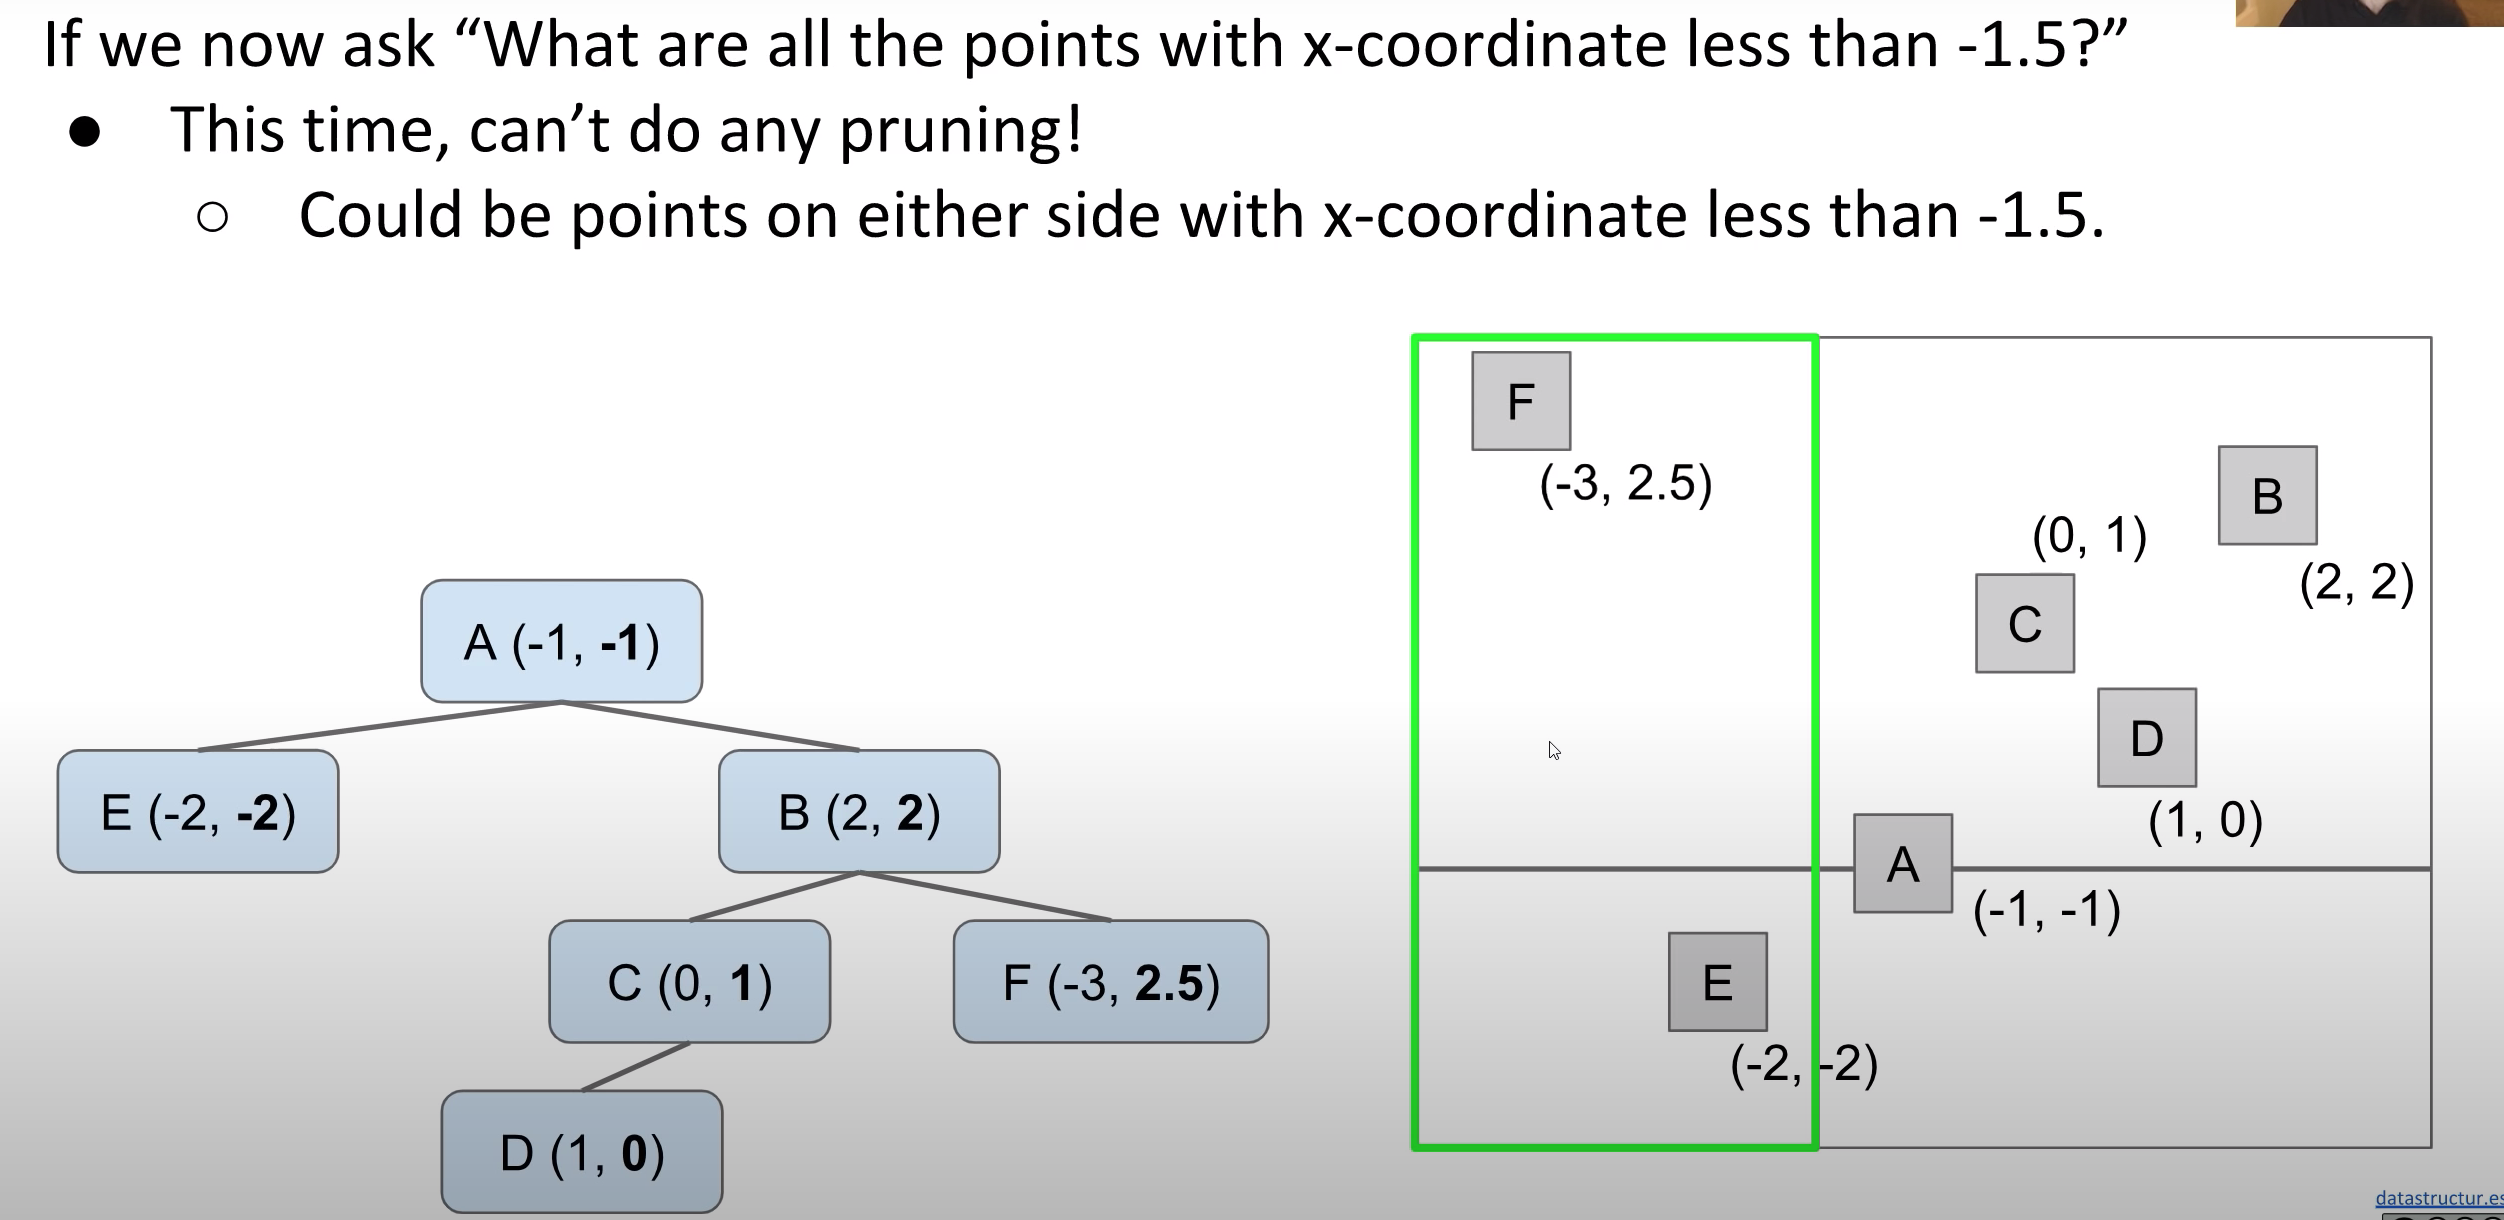 If we now ask “What are all the points with x-coordinate less than -1.5?”
● This time, can’t do any pruning!
○ Could be points on either side with x-coordinate less than -1.5.
A (-1, -1)
E (-2, -2)
B (2, 2)
C (0, 1)
F (-3, 2.5)
D (1, 0)
F
(-3, 2.5)
B
(2, 2)
(0, 1)
C
D
(1, 0)
A
(-1, -1)
E
(-2, -2)
datastructur.es